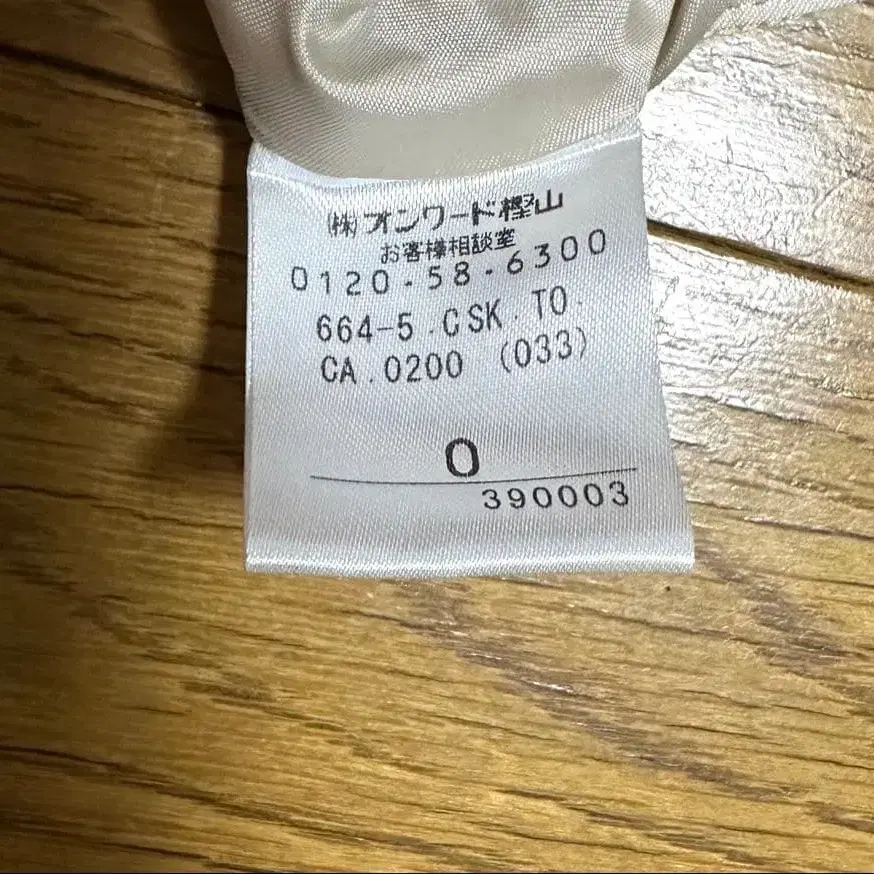 (株)オンワード樫山
お客様相談室
0120-58-6300
664-5.CSK.TO.
CA.0200 (033)
0
390003